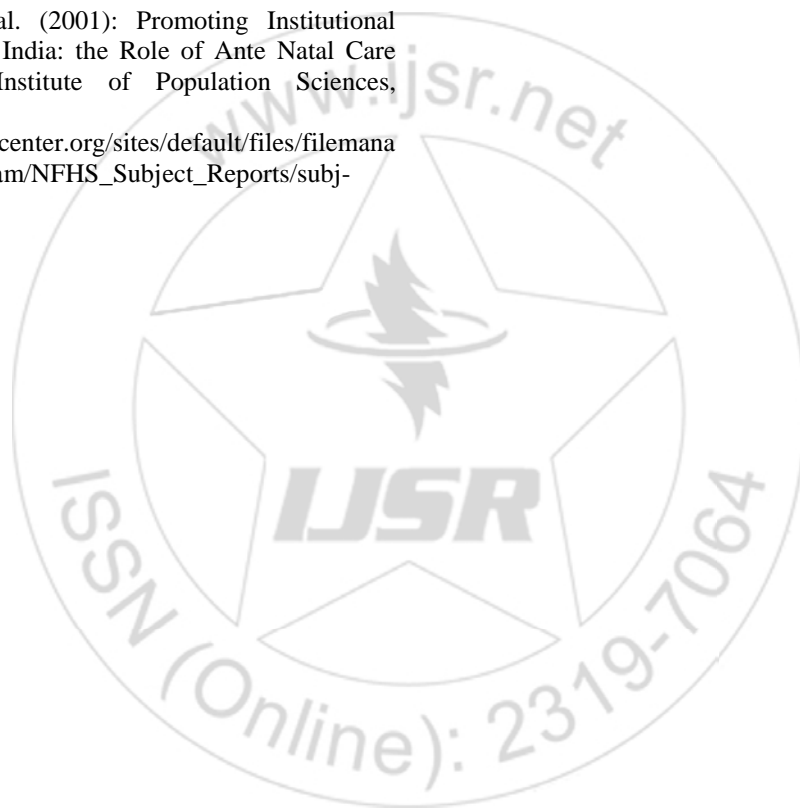 al. (2001): Promoting Institutional
India: the Role of Ante Natal Care
Institute of Population Sciences,
center.org/sites/default/files/filemana
am/NFHS_Subject_Reports/subj-
www.ijsr.net
IJSR
ISSN (Online): 2319-7064